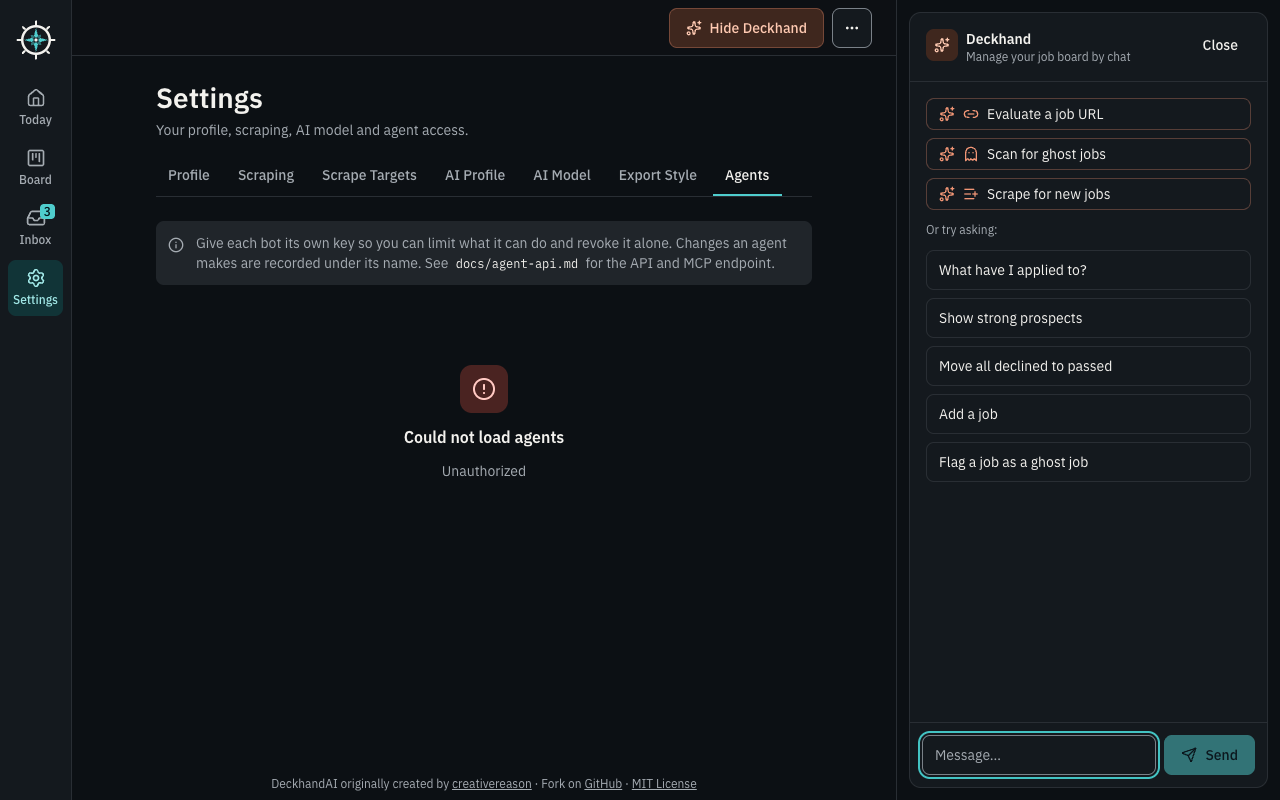 Today
Board
3
Inbox
Settings
Hide Deckhand
Settings
Your profile, scraping, AI model and agent access.
Profile
Scraping
Scrape Targets
AI Profile
AI Model
Export Style
Agents
Give each bot its own key so you can limit what it can do and revoke it alone. Changes an agent
makes are recorded under its name. See docs/agent-api.md for the API and MCP endpoint.
Could not load agents
Unauthorized
DeckhandAI originally created by creativereason · Fork on GitHub · MIT License
Deckhand
Manage your job board by chat
Close
Evaluate a job URL
Scan for ghost jobs
Scrape for new jobs
Or try asking:
What have I applied to?
Show strong prospects
Move all declined to passed
Add a job
Flag a job as a ghost job
Message...
Send